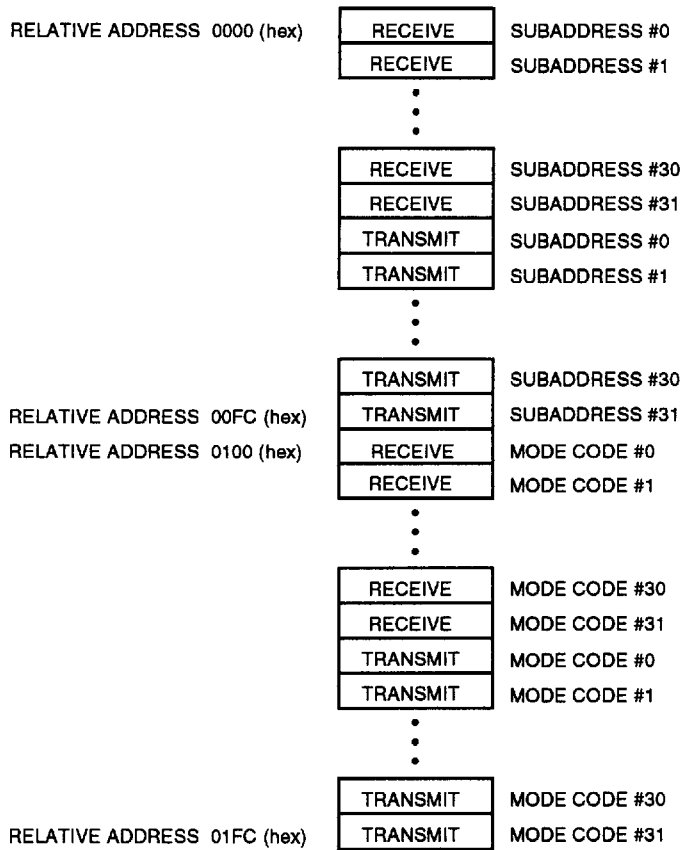 RELATIVE ADDRESS 0000 (hex) RECEIVE SUBADDRESS #0
RECEIVE SUBADDRESS #1
RECEIVE SUBADDRESS #30
RECEIVE SUBADDRESS #31
TRANSMIT SUBADDRESS #0
TRANSMIT SUBADDRESS #1
TRANSMIT SUBADDRESS #30
RELATIVE ADDRESS 00FC (hex) TRANSMIT SUBADDRESS #31
RELATIVE ADDRESS 0100 (hex) RECEIVE MODE CODE #0
RECEIVE MODE CODE #1
RECEIVE MODE CODE #30
RECEIVE MODE CODE #31
TRANSMIT MODE CODE #0
TRANSMIT MODE CODE #1
TRANSMIT MODE CODE #30
RELATIVE ADDRESS 01FC (hex) TRANSMIT MODE CODE #31